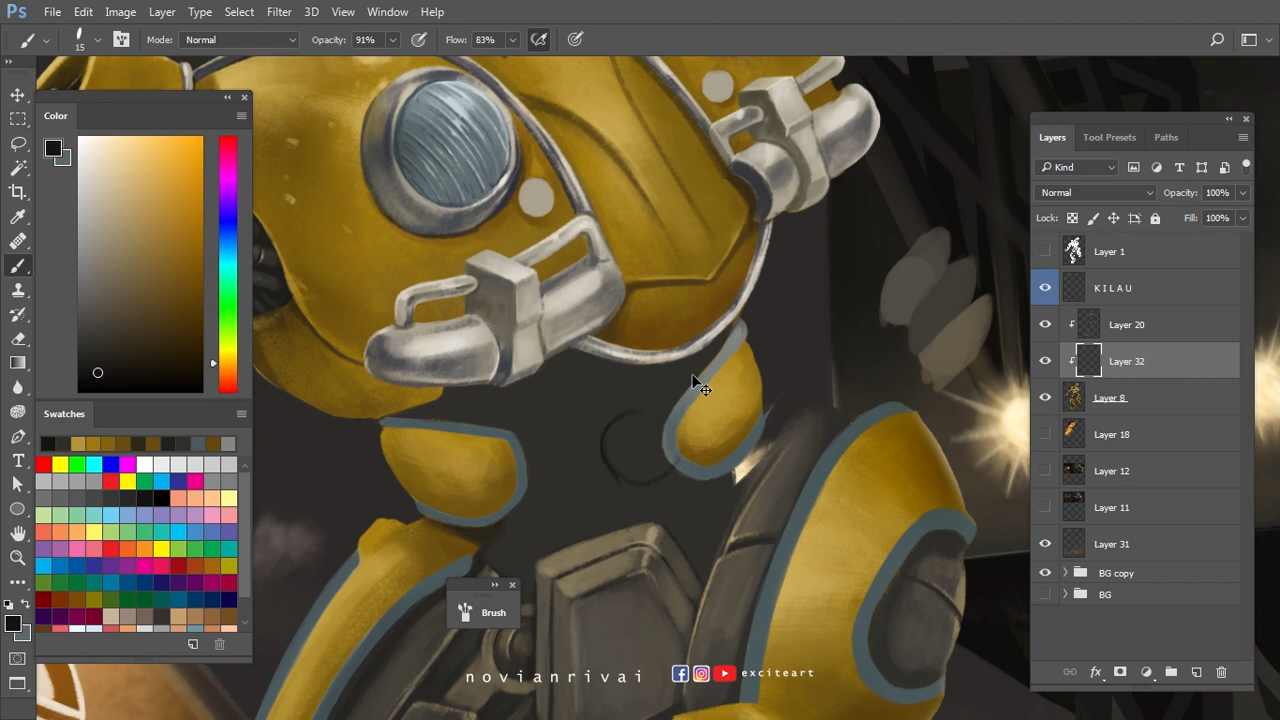 Ps File Edit Image Layer Type Select Filter 3D View Window Help
15 Mode: Normal Opacity: 91% Flow: 83%
Color
Swatches
Brush
Layers Tool Presets Paths
Kind
Normal Opacity: 100%
Lock: Fill: 100%
Layer 1
K I L A U
Layer 20
Layer 32
Layer 8
Layer 18
Layer 12
Layer 11
Layer 31
BG copy
BG
fx
novianrivai exciteart